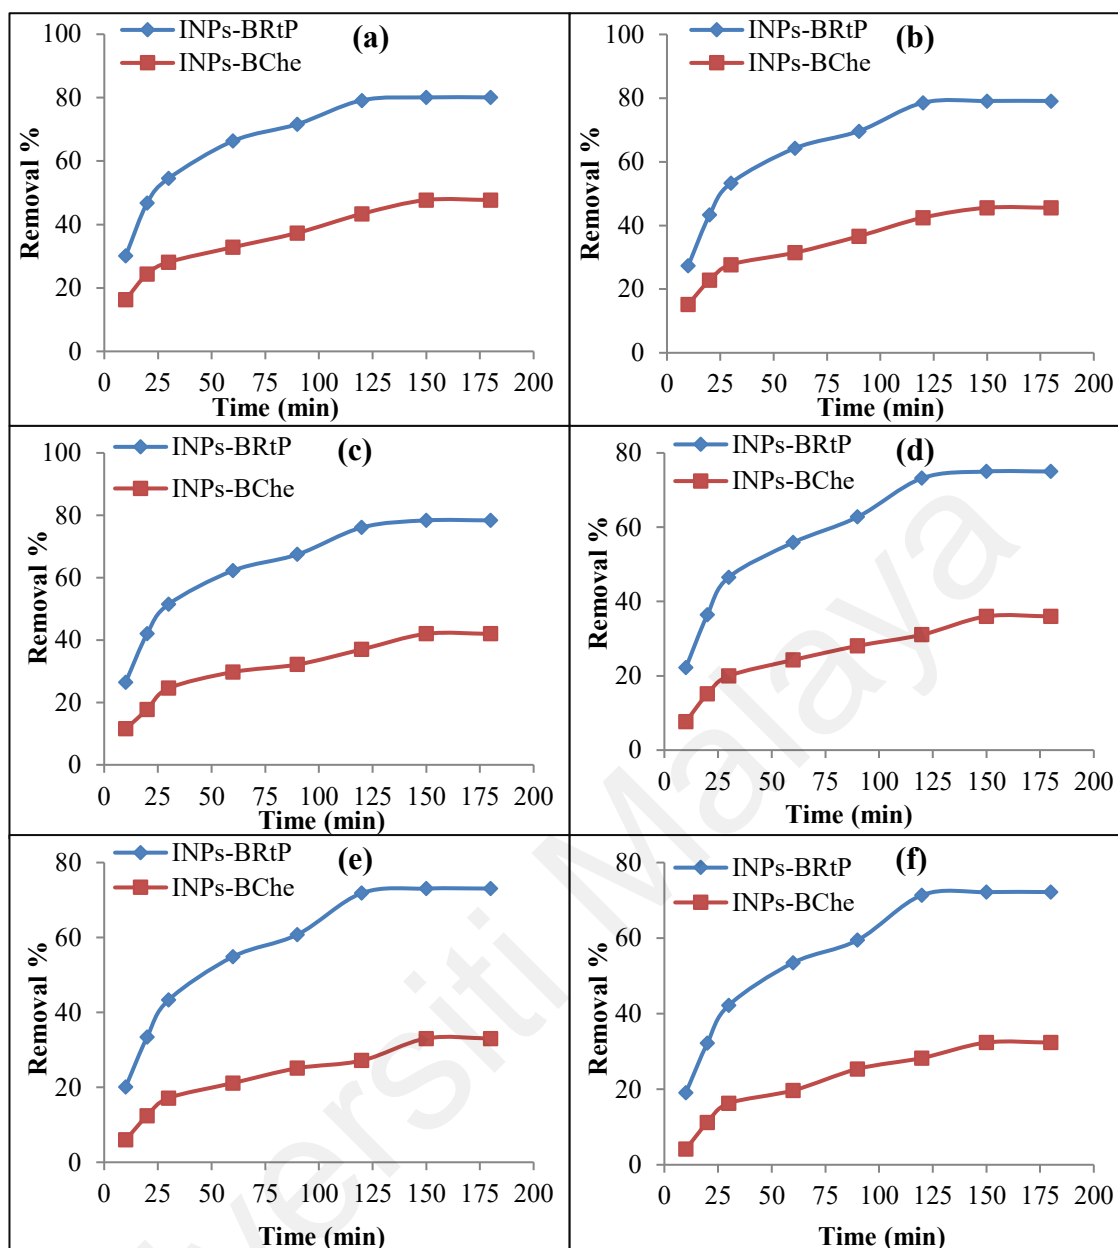 INPs-BRtP
INPs-BChe
(a)
Removal %
100
80
60
40
20
0
0 25 50 75 100 125 150 175 200
Time (min)
INPs-BRtP
INPs-BChe
(b)
Removal %
100
80
60
40
20
0
0 25 50 75 100 125 150 175 200
Time (min)
INPs-BRtP
INPs-BChe
(c)
Removal %
100
80
60
40
20
0
0 25 50 75 100 125 150 175 200
Time (min)
INPs-BRtP
INPs-BChe
(d)
Removal %
80
60
40
20
0
0 25 50 75 100 125 150 175 200
Time (min)
INPs-BRtP
INPs-BChe
(e)
Removal %
80
60
40
20
0
0 25 50 75 100 125 150 175 200
Time (min)
INPs-BRtP
INPs-BChe
(f)
Removal %
80
60
40
20
0
0 25 50 75 100 125 150 175 200
Time (min)
versiti Malaya